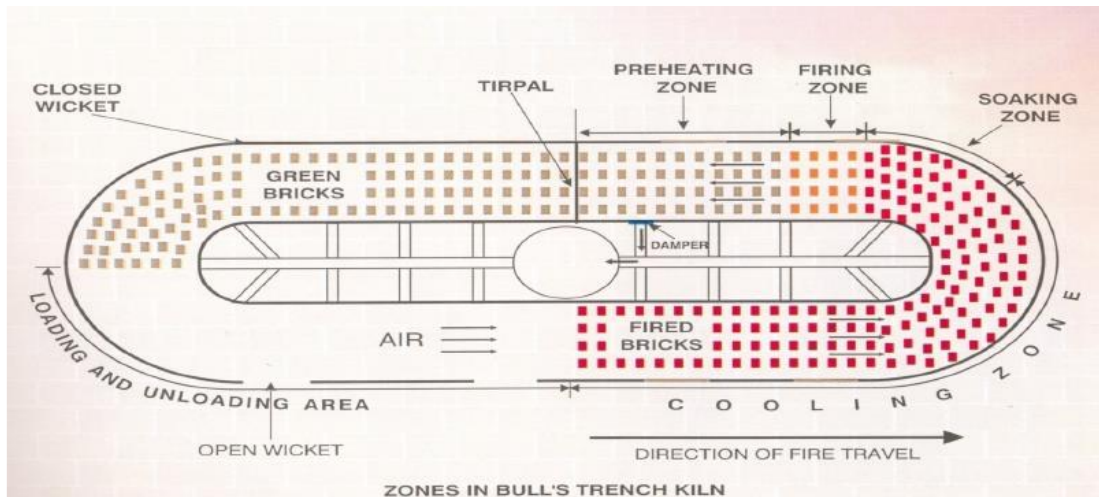 PREHEATING
ZONE
FIRING
ZONE
CLOSED
WICKET
TIRPAL
SOAKING
ZONE
GREEN
BRICKS
DAMPER
AIR
FIRED
BRICKS
LOADING AND UNLOADING AREA
COOLING ZONE
OPEN WICKET
DIRECTION OF FIRE TRAVEL
ZONES IN BULL'S TRENCH KILN